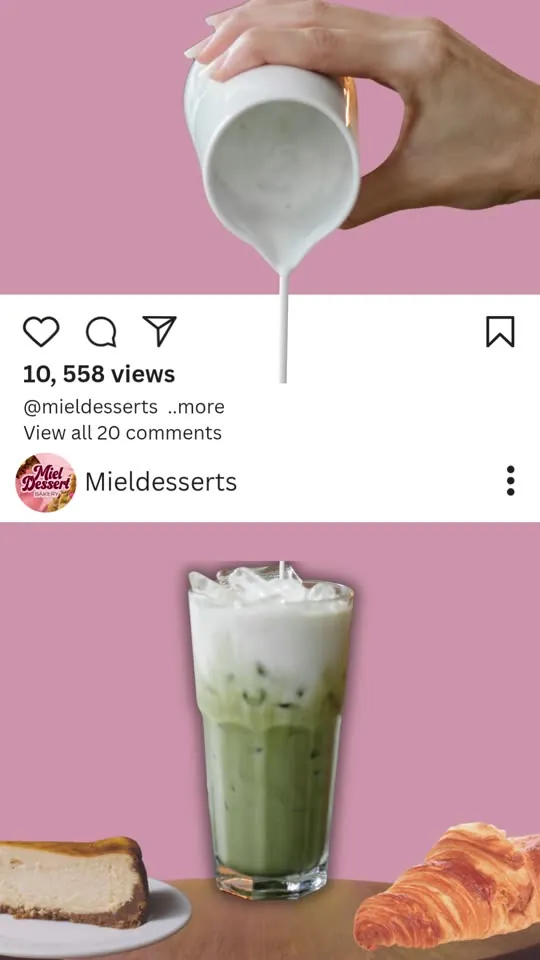 10, 558 views
@mieldesserts ..more
View all 20 comments
Miel
Dessert
BAKERY
Mieldesserts